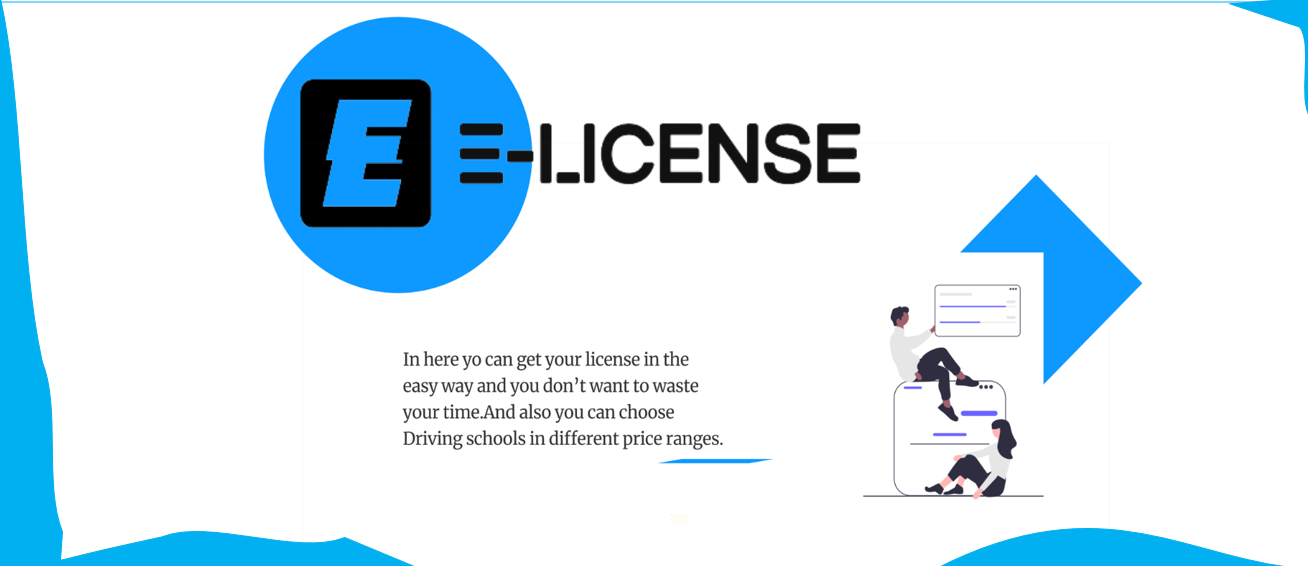 E E-LICENSE
In here yo can get your license in the
easy way and you don't want to waste
your time.And also you can choose
Driving schools in different price ranges.